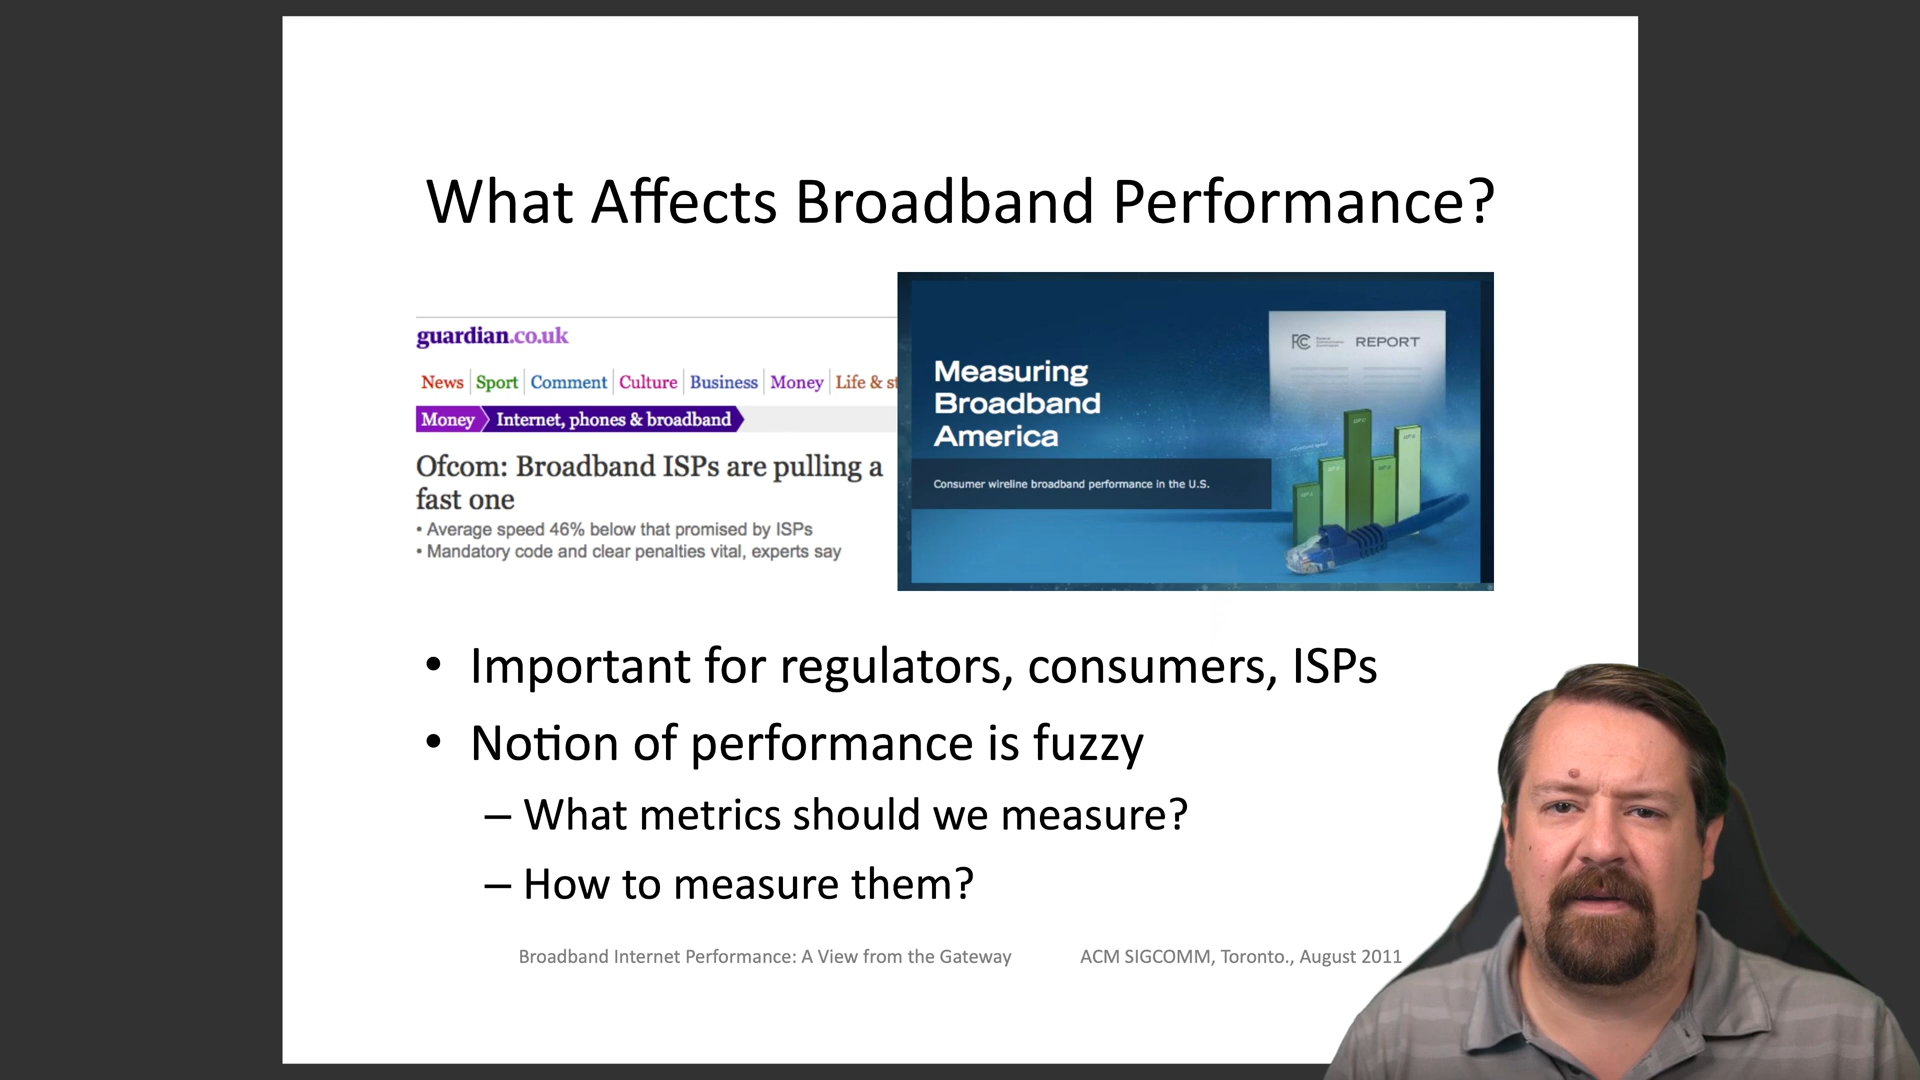 What Affects Broadband Performance?
guardian.co.uk
News Sport Comment Culture Business Money Life & st
Money Internet, phones & broadband
Ofcom: Broadband ISPs are pulling a
fast one
• Average speed 46% below that promised by ISPs
• Mandatory code and clear penalties vital, experts say
FC REPORT
Measuring
Broadband
America
Consumer wireline broadband performance in the U.S.
• Important for regulators, consumers, ISPs
• Notion of performance is fuzzy
– What metrics should we measure?
– How to measure them?
Broadband Internet Performance: A View from the Gateway
ACM SIGCOMM, Toronto., August 2011